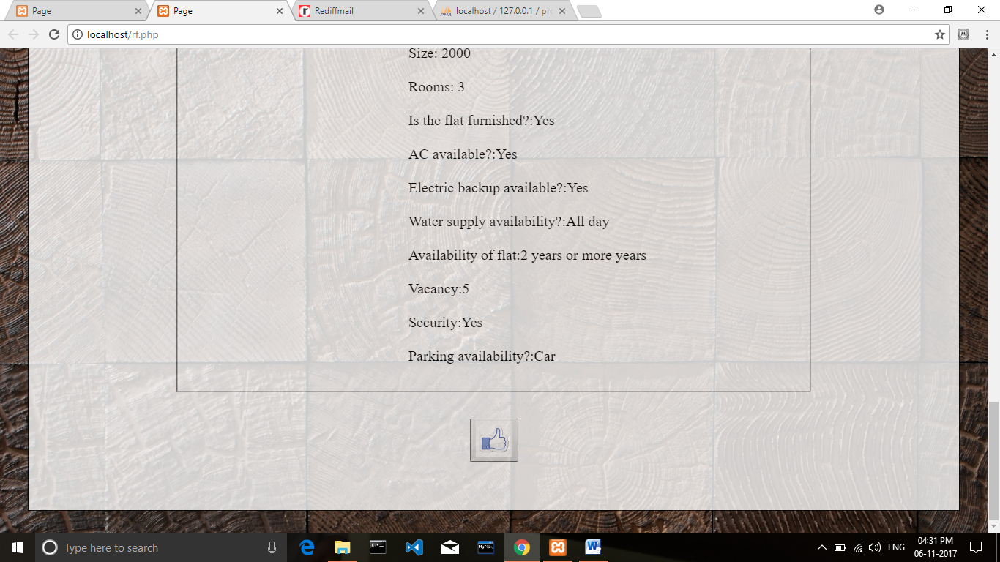 Page
Page
Rediffmail
localhost / 127.0.0.1 / pr
localhost/rf.php
Size: 2000
Rooms: 3
Is the flat furnished?:Yes
AC available?:Yes
Electric backup available?:Yes
Water supply availability?:All day
Availability of flat:2 years or more years
Vacancy:5
Security:Yes
Parking availability?:Car
Type here to search
ENG
04:31 PM
06-11-2017